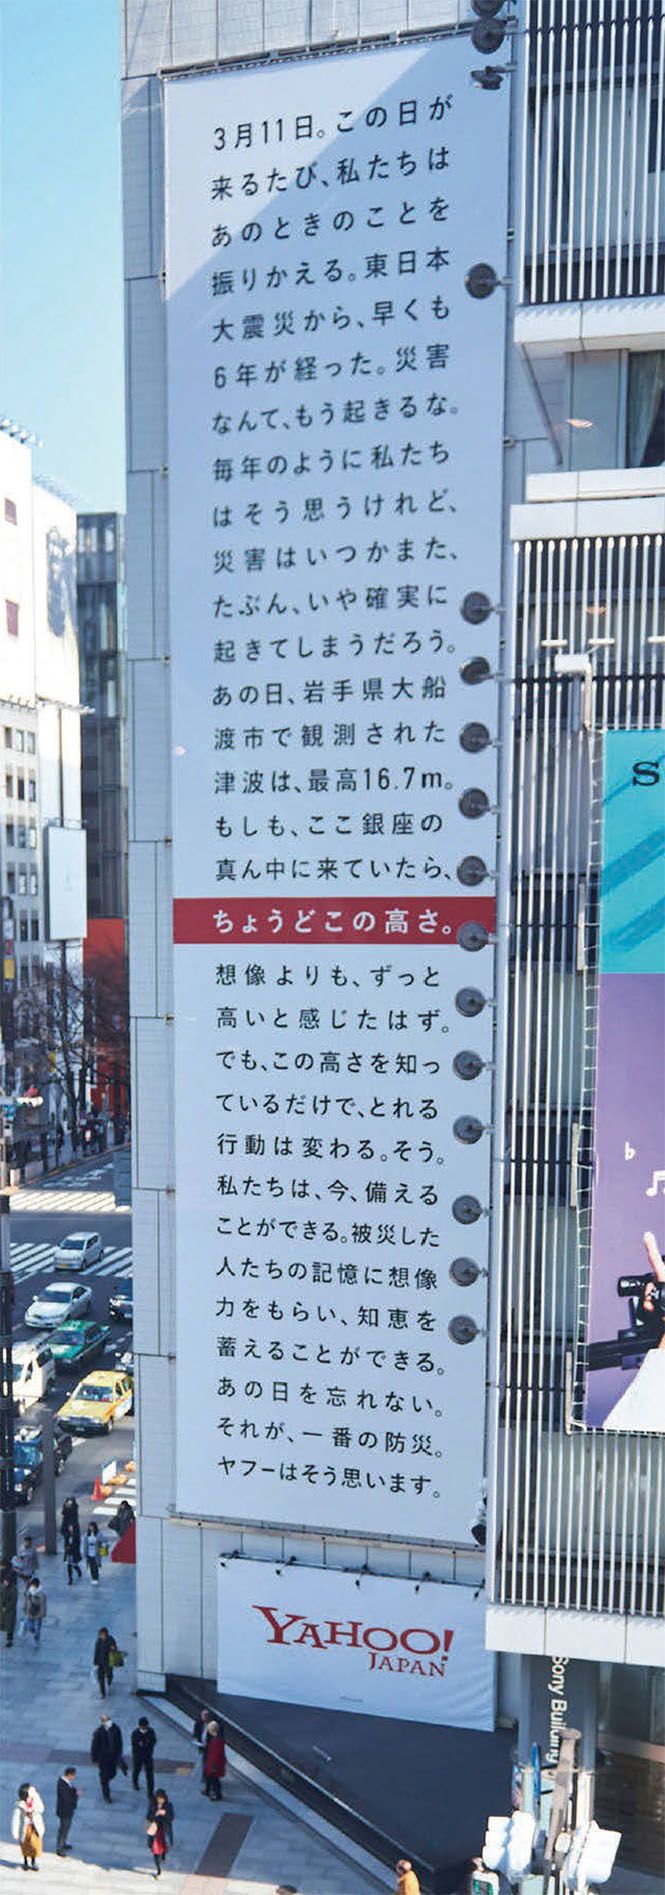 3月11日。この日が
来るたび、私たちは
あのときのことを
振りかえる。東日本
大震災から、早くも
6年が経った。災害
なんて、もう起きるな。
毎年のように私たち
はそう思うけれど、
災害はいつかまた、
たぶん、いや確実に
起きてしまうだろう。
あの日、岩手県大船
渡市で観測された
津波は、最高16.7m。
もしも、ここ銀座の
真ん中に来ていたら、
ちょうどこの高さ。
想像よりも、ずっと
高いと感じたはず。
でも、この高さを知っ
ているだけで、とれる
行動は変わる。そう。
私たちは、今、備える
ことができる。被災した
人たちの記憶に想像
力をもらい、知恵を
蓄えることができる。
あの日を忘れない。
それが、一番の防災。
ヤフーはそう思います。
YAHOO!
JAPAN
Sony Building
S